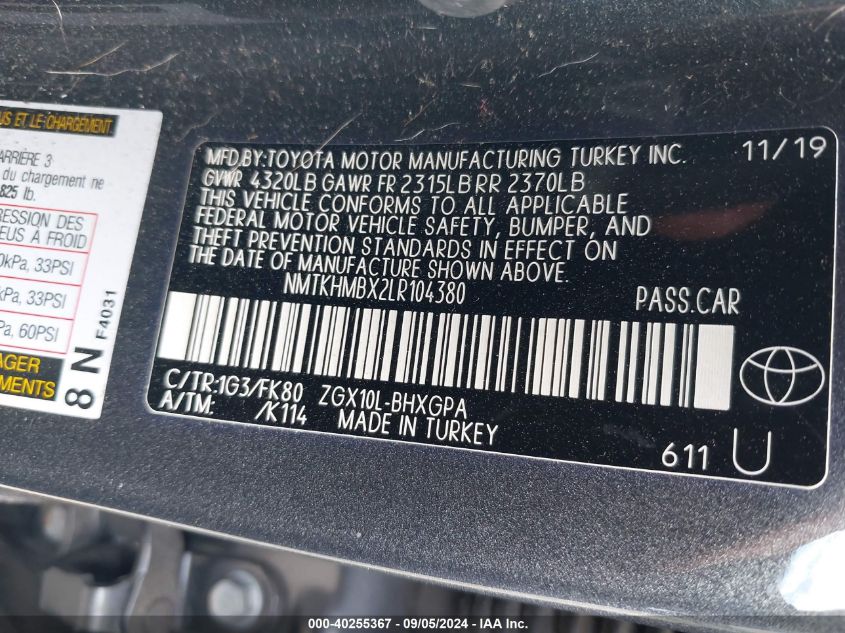 US ET LE CHARGEMENT
ARRIÈRE 3
du chargement ne
825 lb.
RESSION DES
EUS À FROID
0kPa, 33PSI
kPa, 33PSI
Pa, 60PSI
AGER
EMENTS
8 N F4031
MFD.BY:TOYOTA MOTOR MANUFACTURING TURKEY INC. 11/19
GVWR 4320LB GAWR FR 2315LB RR 2370LB
THIS VEHICLE CONFORMS TO ALL APPLICABLE
FEDERAL MOTOR VEHICLE SAFETY, BUMPER, AND
THEFT PREVENTION STANDARDS IN EFFECT ON
THE DATE OF MANUFACTURE SHOWN ABOVE.
NMTKHMBX2LR104380 PASS.CAR
C/TR:1G3/FK80 ZGX10L-BHXGPA
A/TM: /K114 MADE IN TURKEY
611 U
000-40255367 - 09/05/2024 - IAA, Inc.